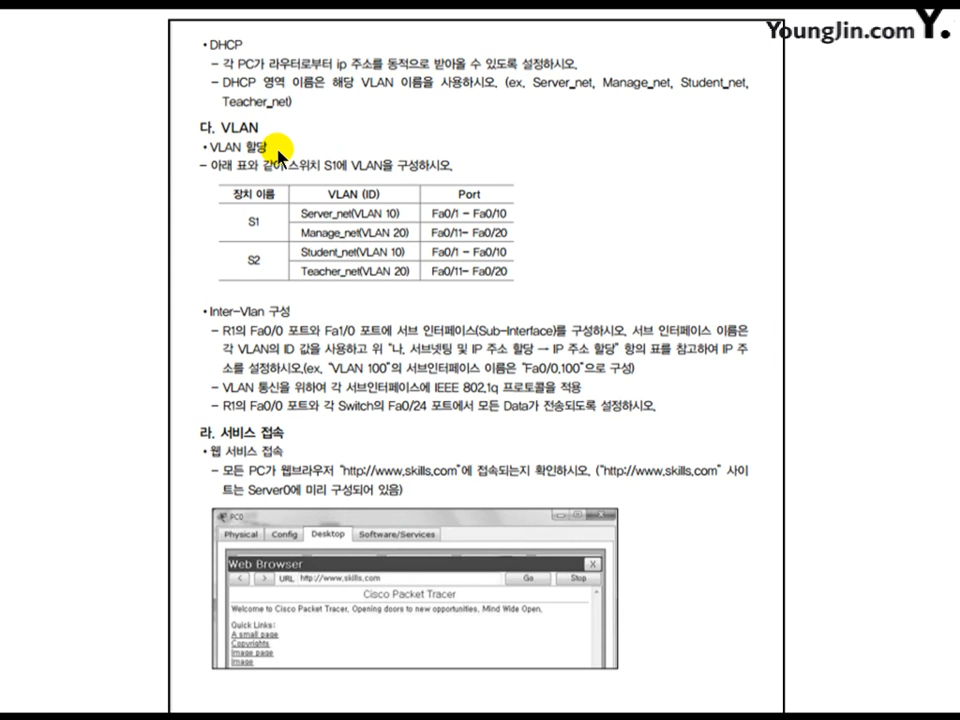 YoungJin.com Y.
• DHCP
– 각 PC가 라우터로부터 ip 주소를 동적으로 받아올 수 있도록 설정하시오.
– DHCP 영역 이름은 해당 VLAN 이름을 사용하시오. (ex. Server_net, Manage_net, Student_net,
Teacher_net)
다. VLAN
• VLAN 할당
– 아래 표와 같이 스위치 S1에 VLAN을 구성하시오.
장치 이름 VLAN (ID) Port
S1 Server_net(VLAN 10) Fa0/1 – Fa0/10
Manage_net(VLAN 20) Fa0/11– Fa0/20
S2 Student_net(VLAN 10) Fa0/1 – Fa0/10
Teacher_net(VLAN 20) Fa0/11– Fa0/20
• Inter-Vlan 구성
– R1의 Fa0/0 포트와 Fa1/0 포트에 서브 인터페이스(Sub-Interface)를 구성하시오. 서브 인터페이스 이름은
각 VLAN의 ID 값을 사용하고 위 “나. 서브넷팅 및 IP 주소 할당 → IP 주소 할당” 항의 표를 참고하여 IP 주
소를 설정하시오.(ex. “VLAN 100”의 서브인터페이스 이름은 “Fa0/0.100”으로 구성)
– VLAN 통신을 위하여 각 서브인터페이스에 IEEE 802.1q 프로토콜을 적용
– R1의 Fa0/0 포트와 각 Switch의 Fa0/24 포트에서 모든 Data가 전송되도록 설정하시오.
라. 서비스 접속
• 웹 서비스 접속
– 모든 PC가 웹브라우저 “http://www.skills.com”에 접속되는지 확인하시오. (“http://www.skills.com” 사이
트는 Server0에 미리 구성되어 있음)
PC0
Physical Config Desktop Software/Services
Web Browser X
< > URL http://www.skills.com Go Stop
Cisco Packet Tracer
Welcome to Cisco Packet Tracer. Opening doors to new opportunities. Mind Wide Open.
Quick Links:
A small page
Copyrights
Image page
Image